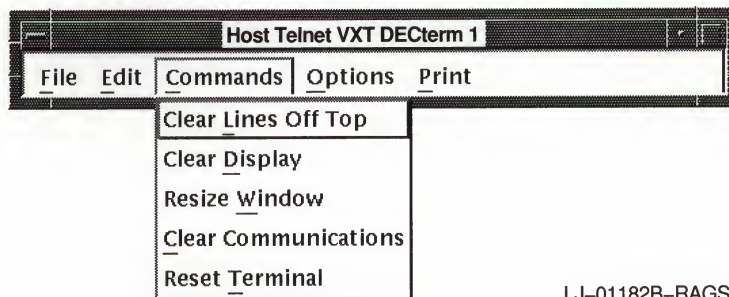 Host Telnet VXT DECterm 1
File Edit Commands Options Print
Clear Lines Off Top
Clear Display
Resize Window
Clear Communications
Reset Terminal
LJ-01182B-RAGS